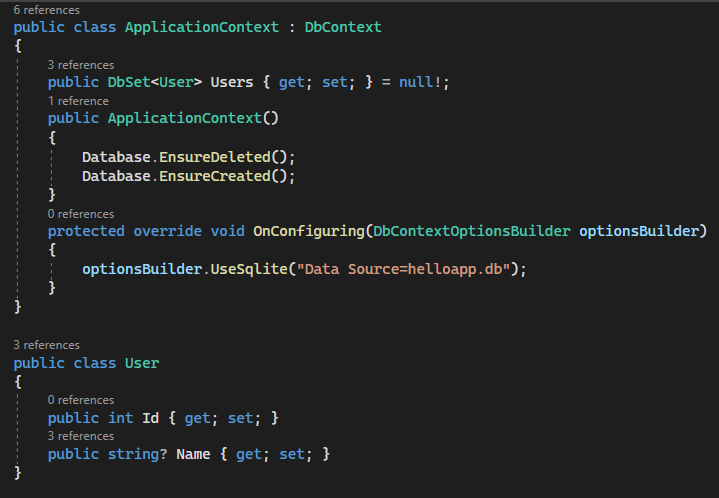 6 references
public class ApplicationContext : DbContext
{
3 references
public DbSet<User> Users { get; set; } = null!;
1 reference
public ApplicationContext()
{
Database.EnsureDeleted();
Database.EnsureCreated();
}
0 references
protected override void OnConfiguring(DbContextOptionsBuilder optionsBuilder)
{
optionsBuilder.UseSqlite("Data Source=helloapp.db");
}
}
3 references
public class User
{
0 references
public int Id { get; set; }
3 references
public string? Name { get; set; }
}